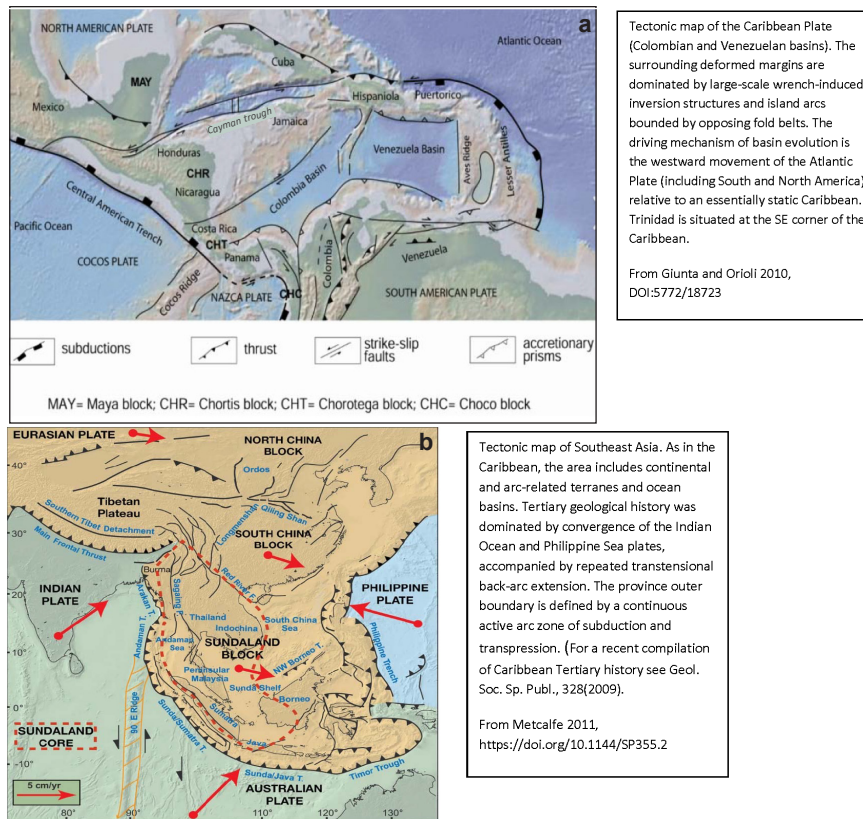 a
NORTH AMERICAN PLATE
Atlantic Ocean
Cuba
MAY
Mexico
Hispaniola
Puertorico
Cayman trough
Jamaica
Honduras
CHR
Nicaragua
Colombia Basin
Venezuela Basin
Aves Ridge
Lesser Antilles
Central American Trench
Pacific Ocean
Costa Rica
CHT
Panama
COCOS PLATE
Cocos Ridge
NAZCA PLATE
CHC
Colombia
Venezuela
SOUTH AMERICAN PLATE
subductions
thrust
strike-slip
faults
accretionary
prisms
MAY= Maya block; CHR= Chortis block; CHT= Chorotega block; CHC= Choco block
Tectonic map of the Caribbean Plate
(Colombian and Venezuelan basins). The
surrounding deformed margins are
dominated by large-scale wrench-induced
inversion structures and island arcs
bounded by opposing fold belts. The
driving mechanism of basin evolution is
the westward movement of the Atlantic
Plate (including South and North America)
relative to an essentially static Caribbean.
Trinidad is situated at the SE corner of the
Caribbean.
From Giunta and Orioli 2010,
DOI:5772/18723
b
EURASIAN PLATE
NORTH CHINA
BLOCK
40°
Ordos
Tibetan
Plateau
Southern Tibet Detachment
Main Frontal Thrust
Longmenshan
Qiling Shan
SOUTH CHINA
BLOCK
30°
Burma
Red River F.
INDIAN
PLATE
PHILIPPINE
PLATE
20°
Arakan T.
Sagaing F.
Thailand
Indochina
South China
Sea
10°
Andaman T.
Andaman
Sea
SUNDALAND
BLOCK
Philippine Trench
Peninsular
Malaysia
NW Borneo T.
Sunda Shelf
Borneo
0°
90 E Ridge
Sumatra
Sunda/Sumatra T.
SUNDALAND
CORE
Java
-10°
Sunda/Java T.
Timor Trough
AUSTRALIAN
PLATE
5 cm/yr
80° 90° 110° 120° 130°
Tectonic map of Southeast Asia. As in the
Caribbean, the area includes continental
and arc-related terranes and ocean
basins. Tertiary geological history was
dominated by convergence of the Indian
Ocean and Philippine Sea plates,
accompanied by repeated transtensional
back-arc extension. The province outer
boundary is defined by a continuous
active arc zone of subduction and
transpression. (For a recent compilation
of Caribbean Tertiary history see Geol.
Soc. Sp. Publ., 328(2009).
From Metcalfe 2011,
https://doi.org/10.1144/SP355.2